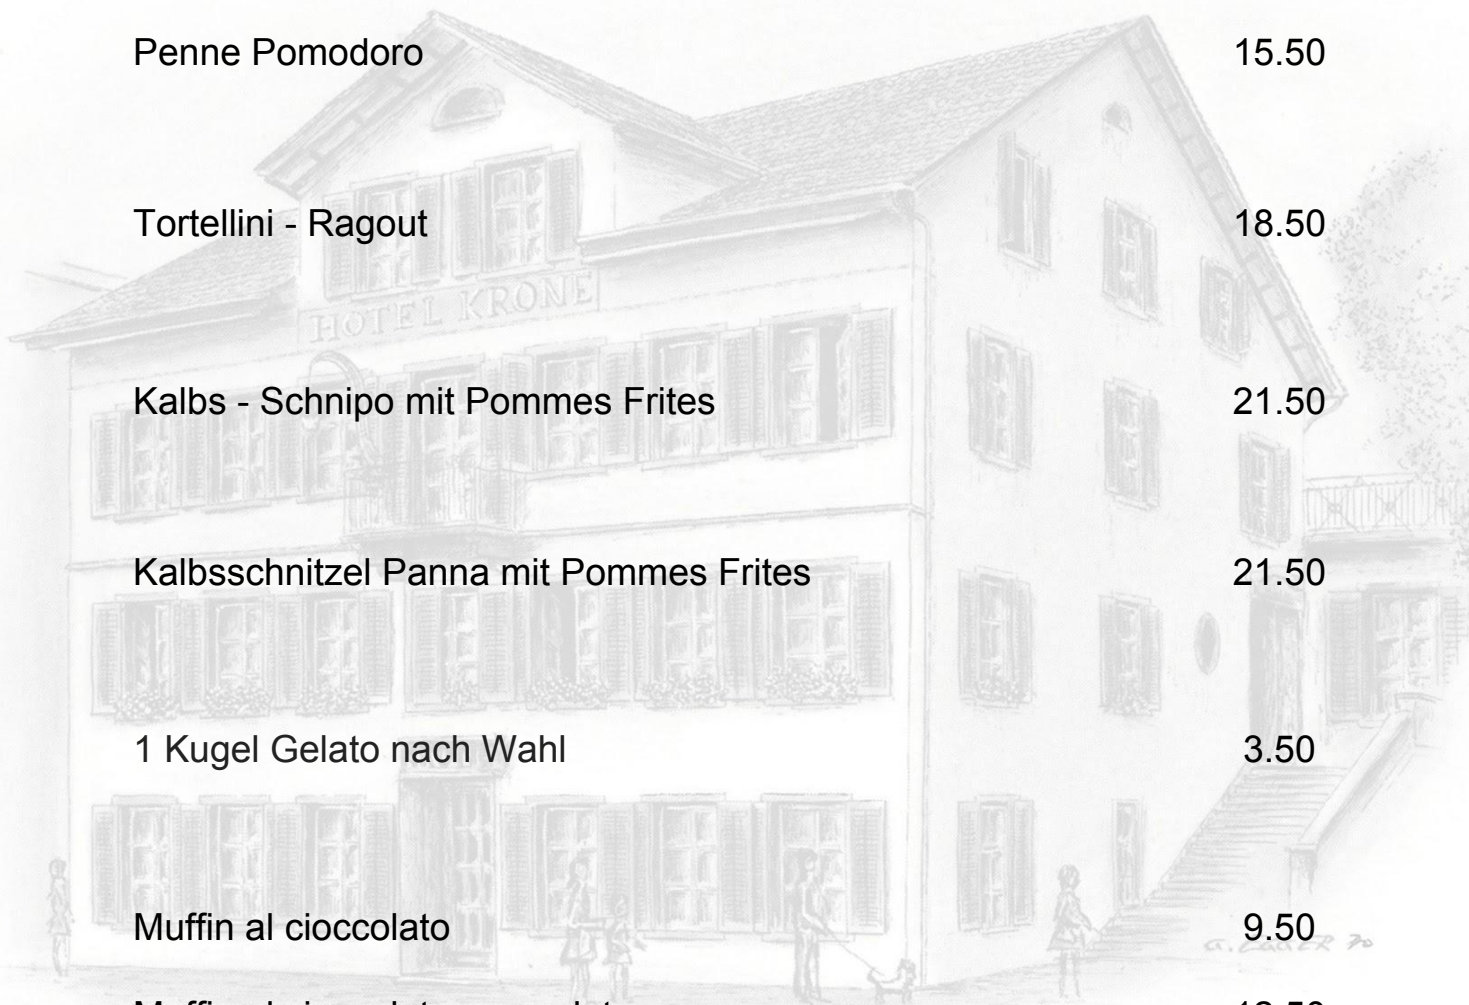 Penne Pomodoro 15.50
Tortellini - Ragout 18.50
HOTEL KRONE
Kalbs - Schnipo mit Pommes Frites 21.50
Kalbsschnitzel Panna mit Pommes Frites 21.50
1 Kugel Gelato nach Wahl 3.50
Muffin al cioccolato 9.50